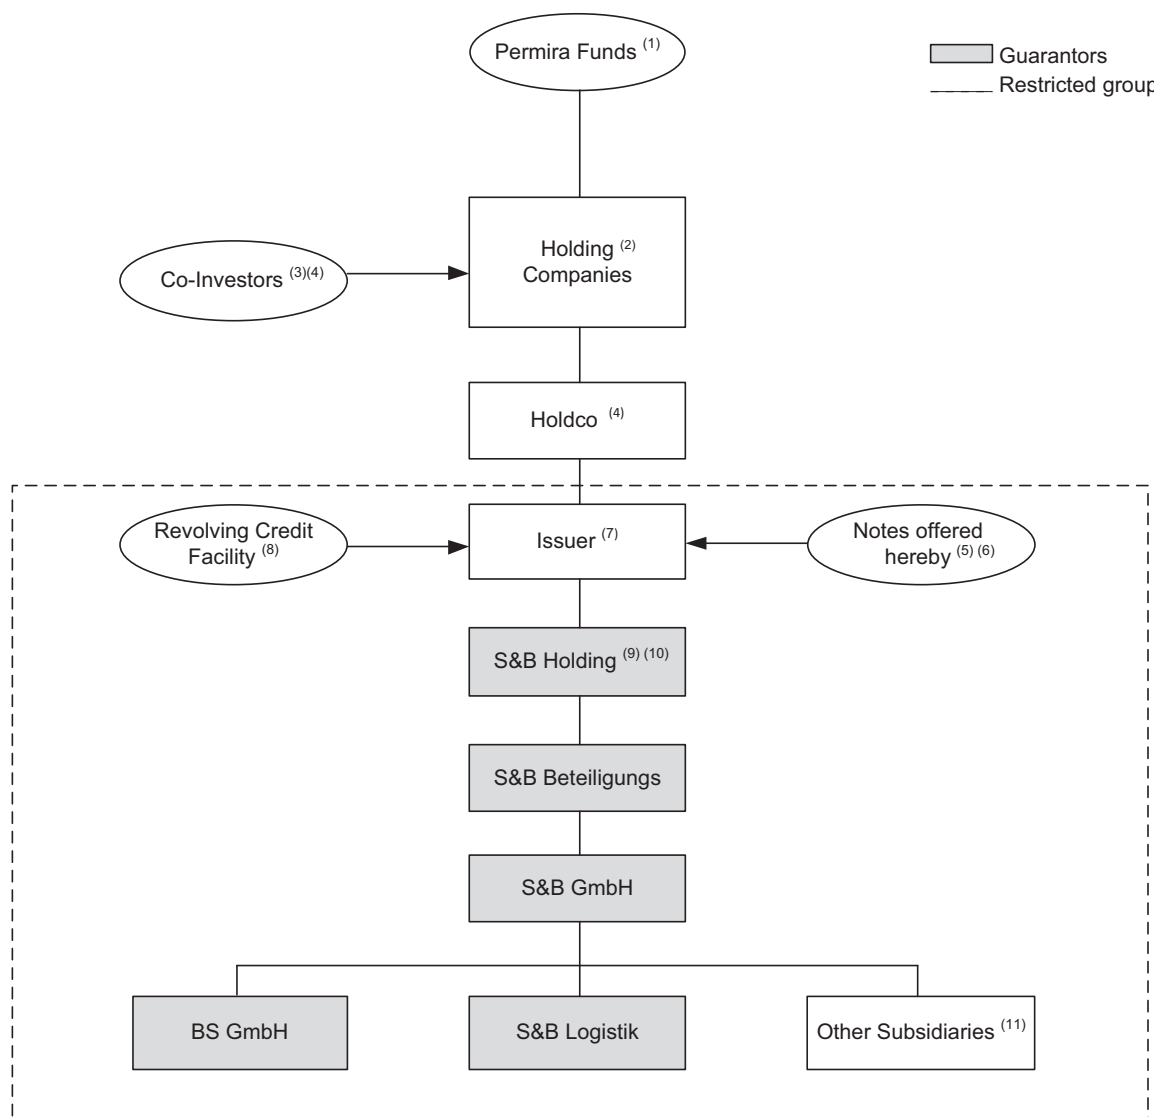 Permira Funds (1)
Guarantors
Restricted group
Holding (2)
Companies
Co-Investors (3)(4)
Holdco (4)
Revolving Credit
Facility (8)
Issuer (7)
Notes offered
hereby (5) (6)
S&B Holding (9) (10)
S&B Beteiligungs
S&B GmbH
BS GmbH
S&B Logistik
Other Subsidiaries (11)